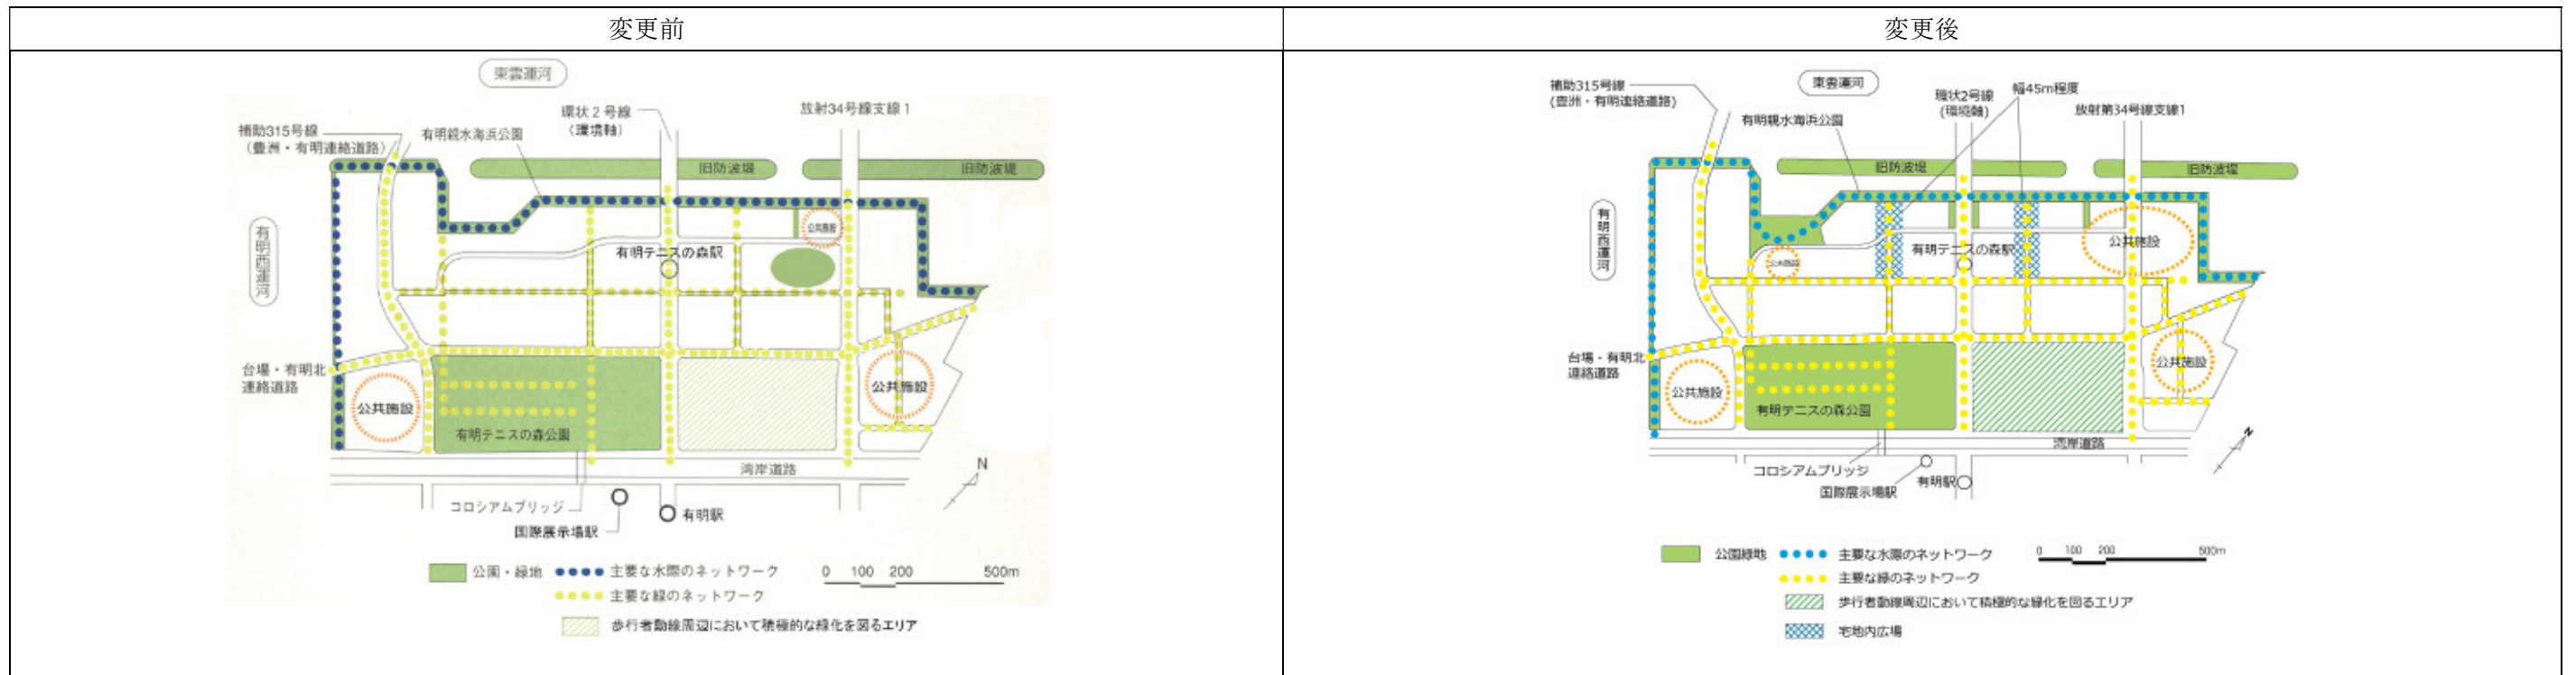 変更前
東雲運河
環状２号線
（環境軸）
放射34号線支線１
補助315号線
（豊洲・有明連絡道路）
有明親水海浜公園
旧防波堤
旧防波堤
有明西運河
公共施設
有明テニスの森駅
台場・有明北
連絡道路
公共施設
公共施設
有明テニスの森公園
湾岸道路
N
コロシアムブリッジ
有明駅
国際展示場駅
公園・緑地
主要な水際のネットワーク
0 100 200 500m
主要な緑のネットワーク
歩行者動線周辺において積極的な緑化を図るエリア
変更後
東雲運河
補助315号線
(豊洲・有明連絡道路)
環状2号線
(環境軸)
幅45m程度
放射第34号線支線1
有明親水海浜公園
旧防波堤
旧防波堤
有明西運河
公共施設
有明テニスの森駅
公共施設
台場・有明北
連絡道路
公共施設
公共施設
有明テニスの森公園
湾岸道路
N
コロシアムブリッジ
国際展示場駅
有明駅
公園緑地
主要な水際のネットワーク
0 100 200 500m
主要な緑のネットワーク
歩行者動線周辺において積極的な緑化を図るエリア
宅地内広場